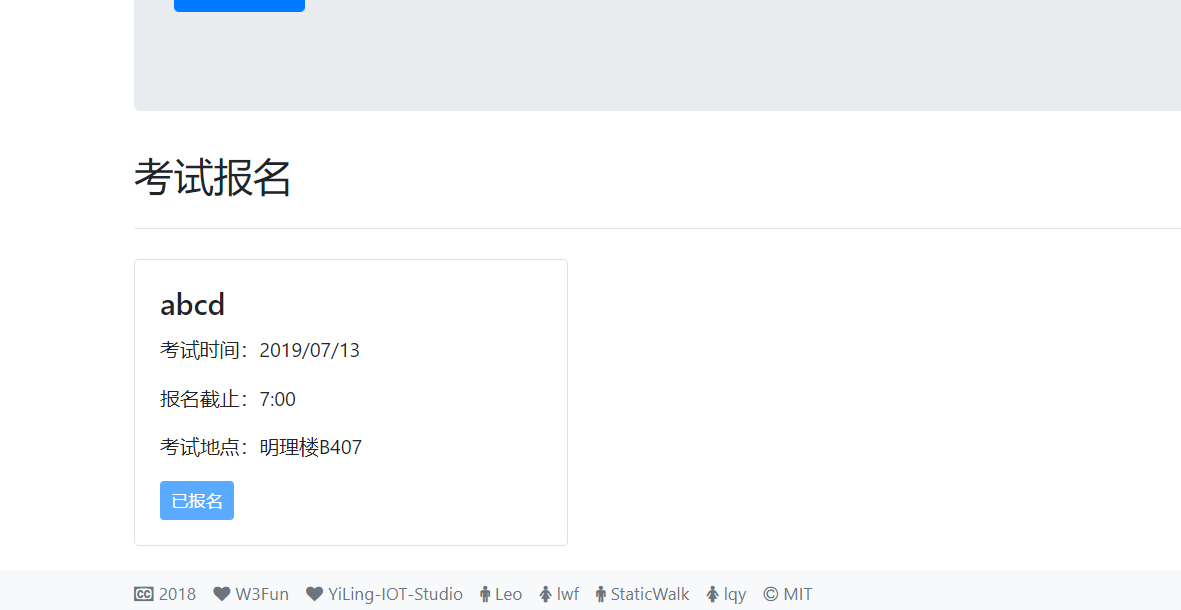 考试报名
abcd
考试时间：2019/07/13
报名截止：7:00
考试地点：明理楼B407
已报名
CC 2018 W3Fun YiLing-IOT-Studio Leo lwf StaticWalk lqy © MIT